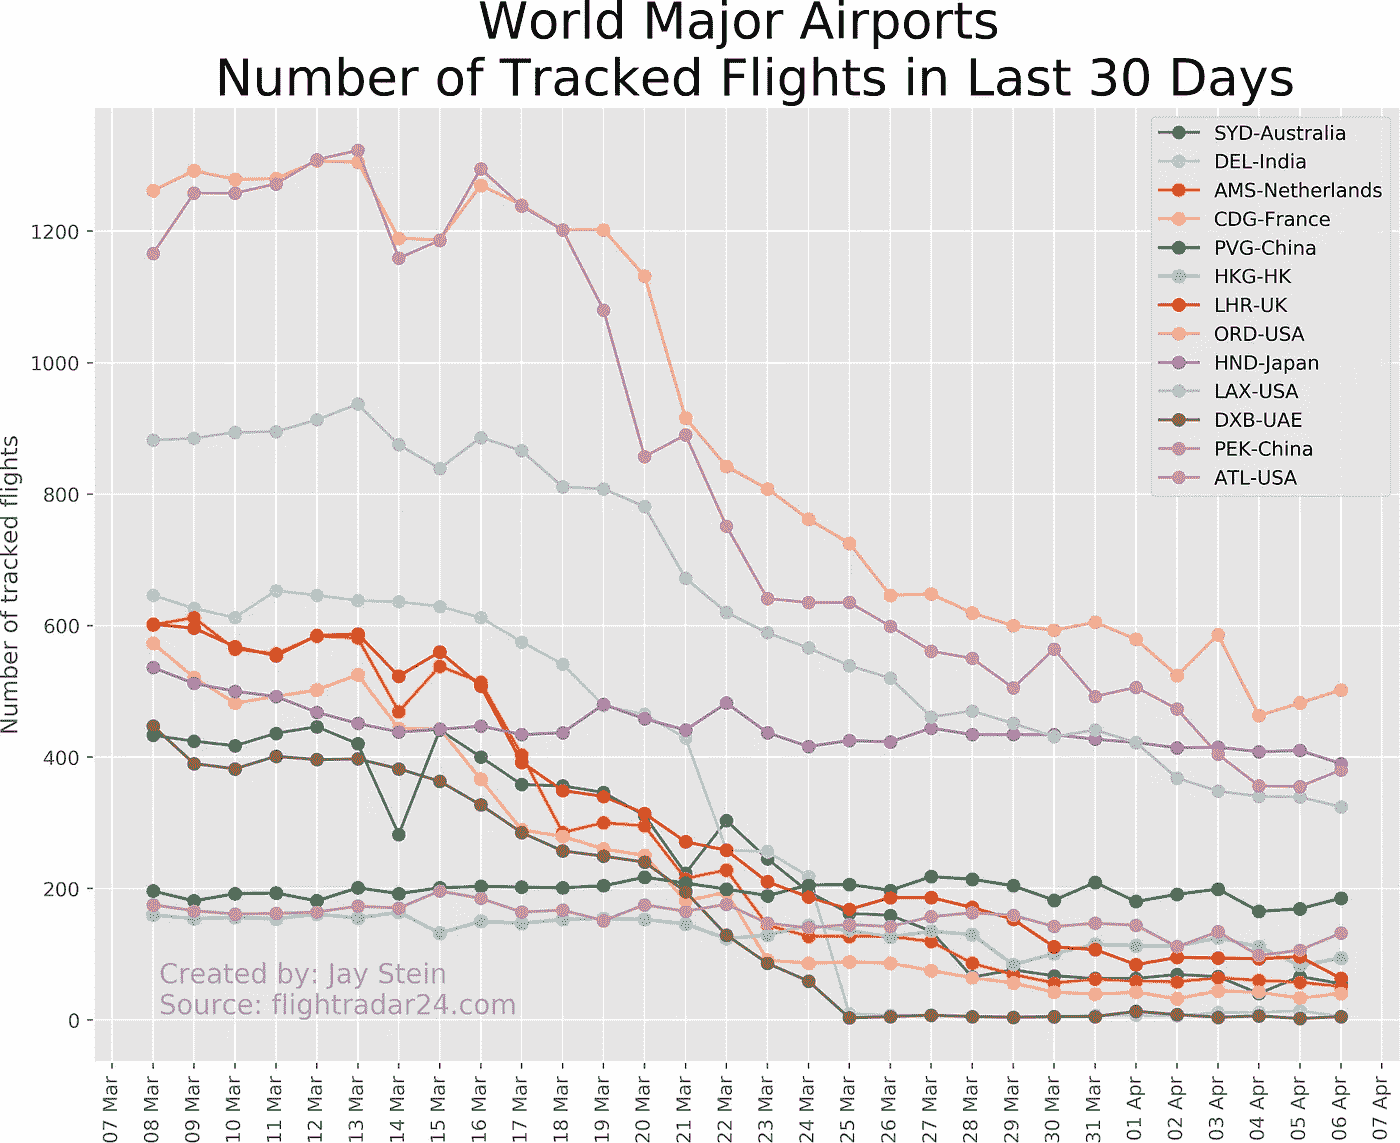 World Major Airports
Number of Tracked Flights in Last 30 Days
SYD-Australia
DEL-India
AMS-Netherlands
CDG-France
PVG-China
HKG-HK
LHR-UK
ORD-USA
HND-Japan
LAX-USA
DXB-UAE
PEK-China
ATL-USA
Number of tracked flights
1200
1000
800
600
400
200
0
Created by: Jay Stein
Source: flightradar24.com
07 Mar
08 Mar
09 Mar
10 Mar
11 Mar
12 Mar
13 Mar
14 Mar
15 Mar
16 Mar
17 Mar
18 Mar
19 Mar
20 Mar
21 Mar
22 Mar
23 Mar
24 Mar
25 Mar
26 Mar
27 Mar
28 Mar
29 Mar
30 Mar
31 Mar
01 Apr
02 Apr
03 Apr
04 Apr
05 Apr
06 Apr
07 Apr